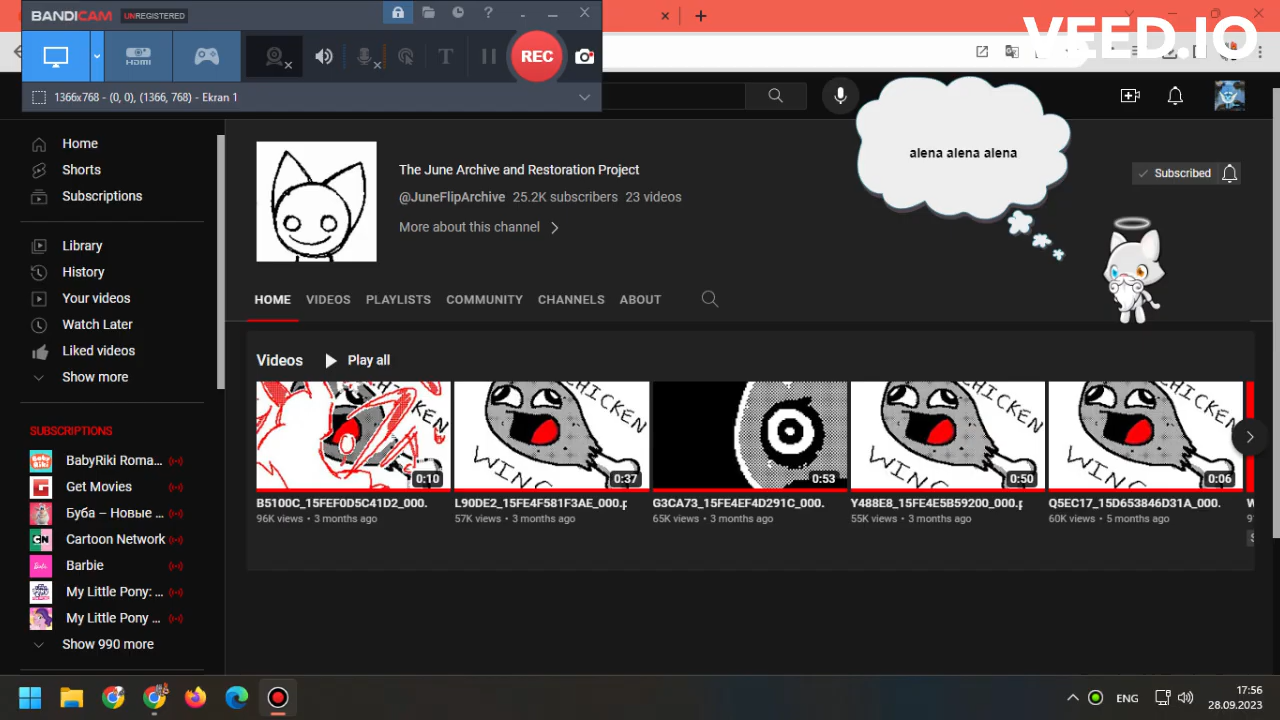 BANDICAM UNREGISTERED
HDMI
T
REC
1366x768 - (0, 0), (1366, 768) - Ekran 1
VEED.IO
Home
Shorts
Subscriptions
Library
History
Your videos
Watch Later
Liked videos
Show more
SUBSCRIPTIONS
BabyRiki Roma...
Get Movies
Буба – Новые ...
Cartoon Network
Barbie
My Little Pony: ...
My Little Pony ...
Show 990 more
The June Archive and Restoration Project
@JuneFlipArchive 25.2K subscribers 23 videos
More about this channel
alena alena alena
Subscribed
HOME VIDEOS PLAYLISTS COMMUNITY CHANNELS ABOUT
Videos Play all
CHICKEN
WING
CHICKEN
WING
CHICKEN
WING
0:10
0:37
0:53
0:50
0:06
B5100C_15FEF0D5C41D2_000.
L90DE2_15FE4F581F3AE_000.p
G3CA73_15FE4EF4D291C_000.
Y488E8_15FE4E5B59200_000.p
Q5EC17_15D653846D31A_000.
96K views • 3 months ago
57K views • 3 months ago
65K views • 3 months ago
55K views • 3 months ago
60K views • 5 months ago
ENG
17:56
28.09.2023